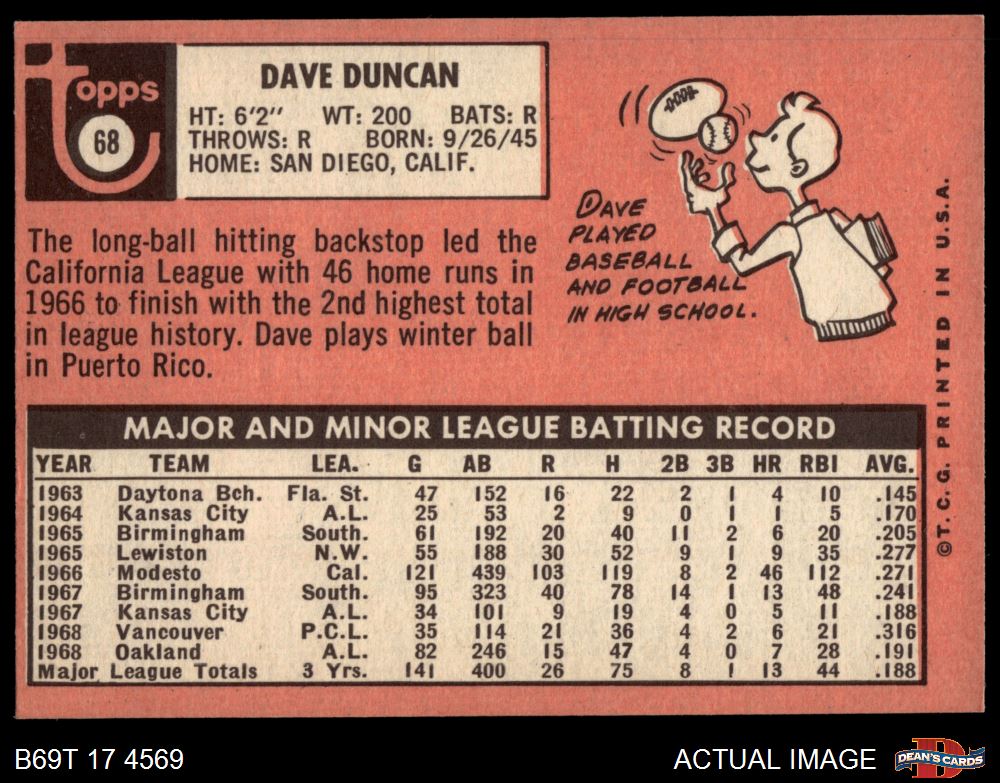 topps
68
DAVE DUNCAN
HT: 6'2" WT: 200 BATS: R
THROWS: R BORN: 9/26/45
HOME: SAN DIEGO, CALIF.
The long-ball hitting backstop led the
California League with 46 home runs in
1966 to finish with the 2nd highest total
in league history. Dave plays winter ball
in Puerto Rico.
DAVE
PLAYED
BASEBALL
AND FOOTBALL
IN HIGH SCHOOL.
MAJOR AND MINOR LEAGUE BATTING RECORD
YEAR TEAM LEA. G AB R H 2B 3B HR RBI AVG.
1963 Daytona Bch. Fla. St. 47 152 16 22 2 1 4 10 .145
1964 Kansas City A.L. 25 53 2 9 0 1 1 5 .170
1965 Birmingham South. 61 192 20 40 11 2 6 20 .205
1965 Lewiston N.W. 55 188 30 52 9 1 9 35 .277
1966 Modesto Cal. 121 439 103 119 8 2 46 112 .271
1967 Birmingham South. 95 323 40 78 14 1 13 48 .241
1967 Kansas City A.L. 34 101 9 19 4 0 5 11 .188
1968 Vancouver P.C.L. 35 114 21 36 4 2 6 21 .316
1968 Oakland A.L. 82 246 15 47 4 0 7 28 .191
Major League Totals 3 Yrs. 141 400 26 75 8 1 13 44 .188
©T.C.G. PRINTED IN U.S.A.
B69T 17 4569
ACTUAL IMAGE
D
DEAN'S CARDS